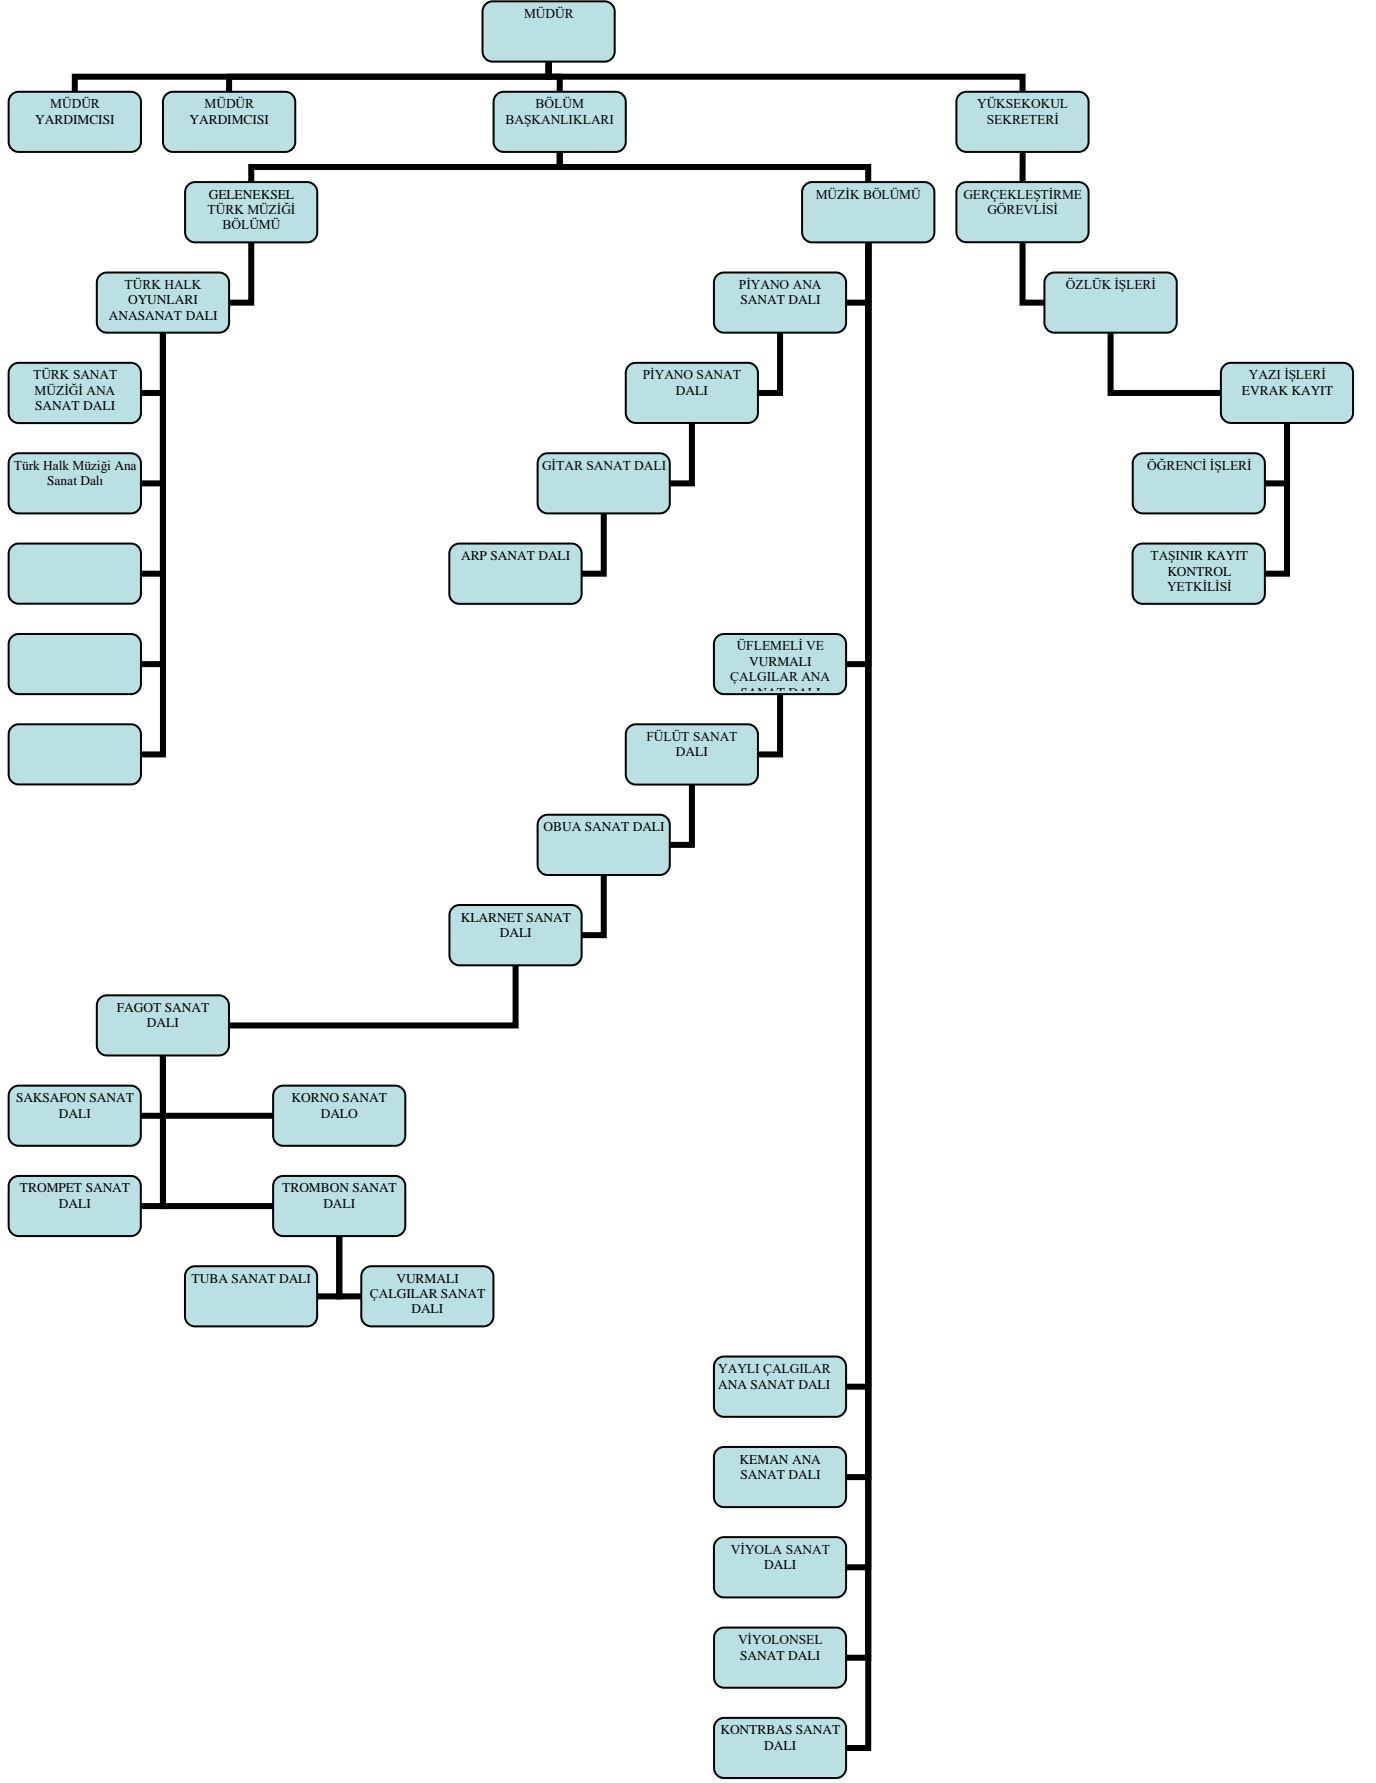 MÜDÜR
MÜDÜR
YARDIMCISI
MÜDÜR
YARDIMCISI
BÖLÜM
BAŞKANLIKLARI
YÜKSEKOKUL
SEKRETERİ
GELENEKSEL
TÜRK MÜZİĞİ
BÖLÜMÜ
MÜZİK BÖLÜMÜ
GERÇEKLEŞTİRME
GÖREVLİSİ
TÜRK HALK
OYUNLARI
ANASANAT DALI
PİYANO ANA
SANAT DALI
ÖZLÜK İŞLERİ
TÜRK SANAT
MÜZİĞİ ANA
SANAT DALI
PİYANO SANAT
DALI
YAZI İŞLERİ
EVRAK KAYIT
Türk Halk Müziği Ana
Sanat Dalı
GİTAR SANAT DALI
ÖĞRENCİ İŞLERİ
ARP SANAT DALI
TAŞINIR KAYIT
KONTROL
YETKİLİSİ
ÜFLEMELİ VE
VURMALI
ÇALGILAR ANA
SANAT DALI
FÜLÜT SANAT
DALI
OBUA SANAT DALI
KLARNET SANAT
DALI
FAGOT SANAT
DALI
SAKSAFON SANAT
DALI
KORNO SANAT
DALO
TROMPET SANAT
DALI
TROMBON SANAT
DALI
TUBA SANAT DALI
VURMALI
ÇALGILAR SANAT
DALI
YAYLI ÇALGILAR
ANA SANAT DALI
KEMAN ANA
SANAT DALI
VİYOLA SANAT
DALI
VİYOLONSEL
SANAT DALI
KONTRBAS SANAT
DALI